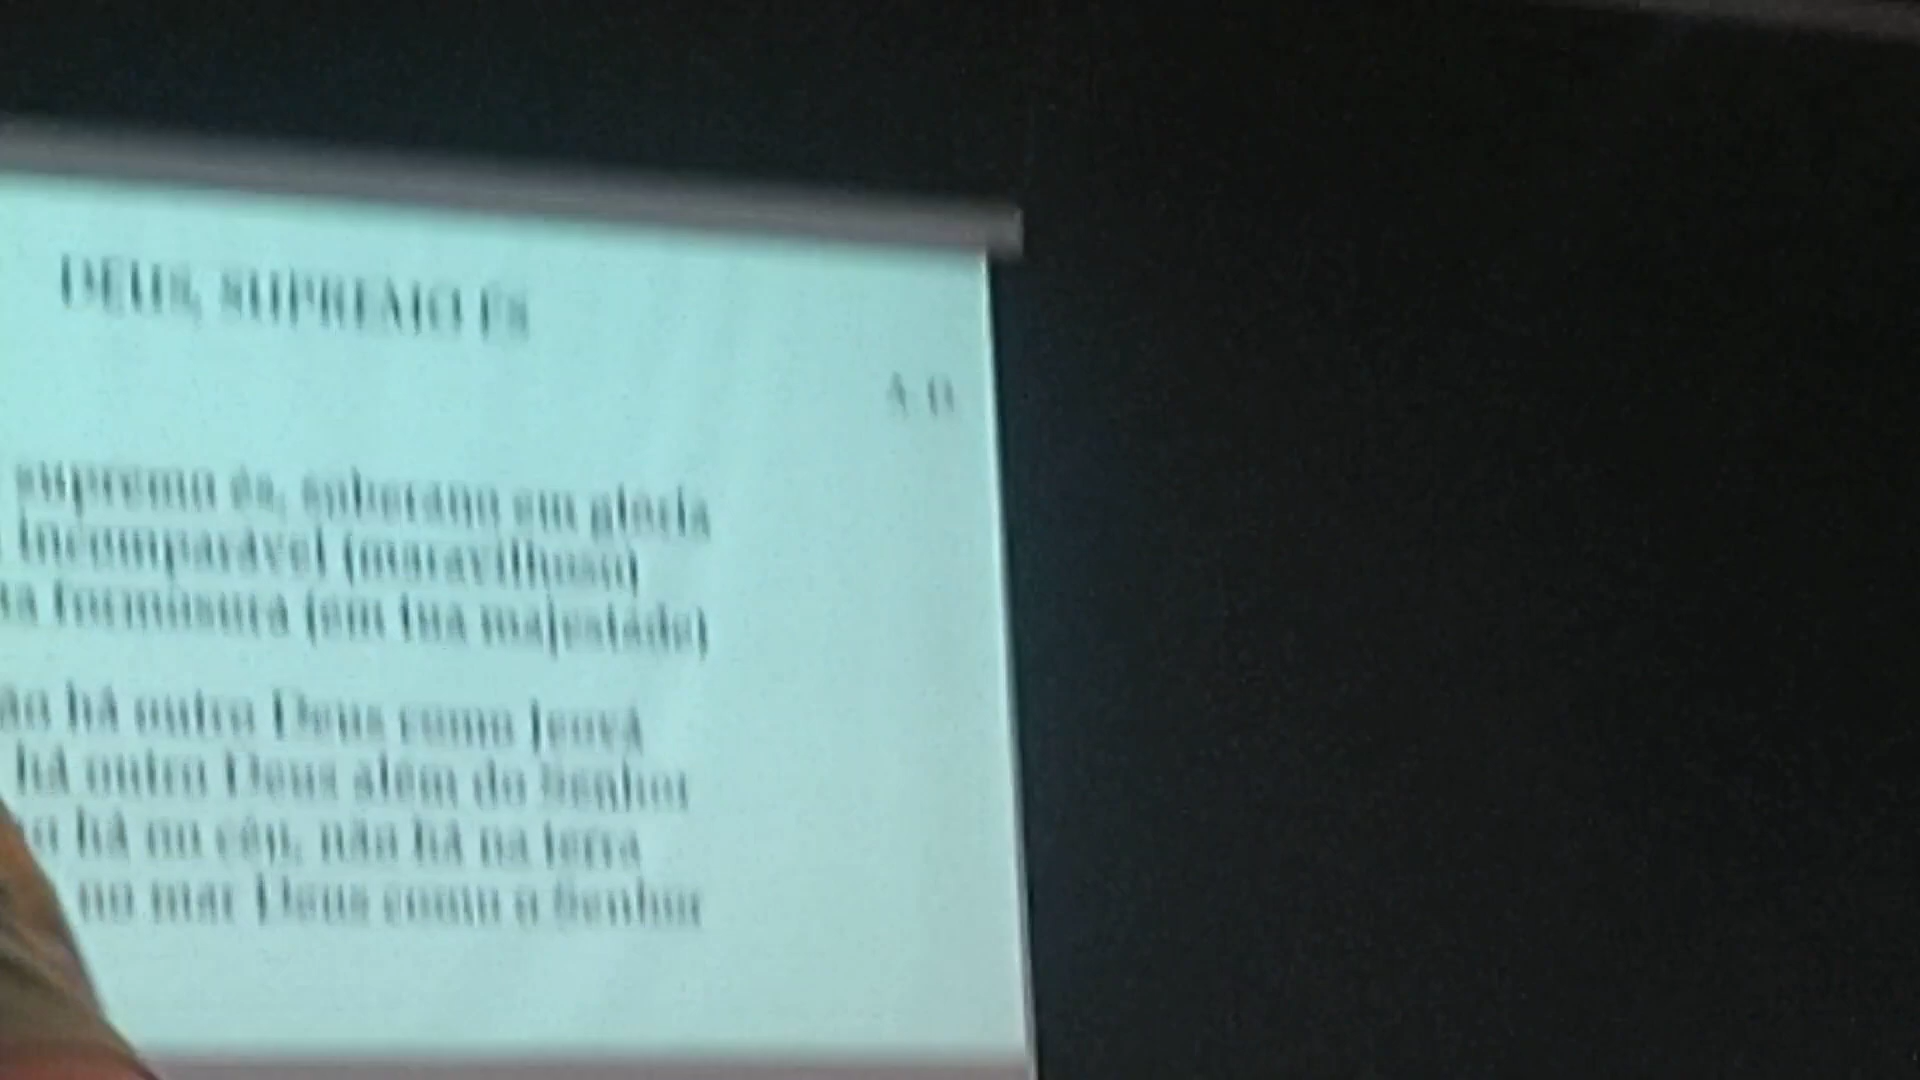 DEUS, SUPREMO ÉS
supremo és, soberano em glória
incomparável (maravilhoso)
formosura (em tua majestade)
há outro Deus como Jeová
há outro Deus além do Senhor
há no céu, não há na terra
no mar Deus como o Senhor